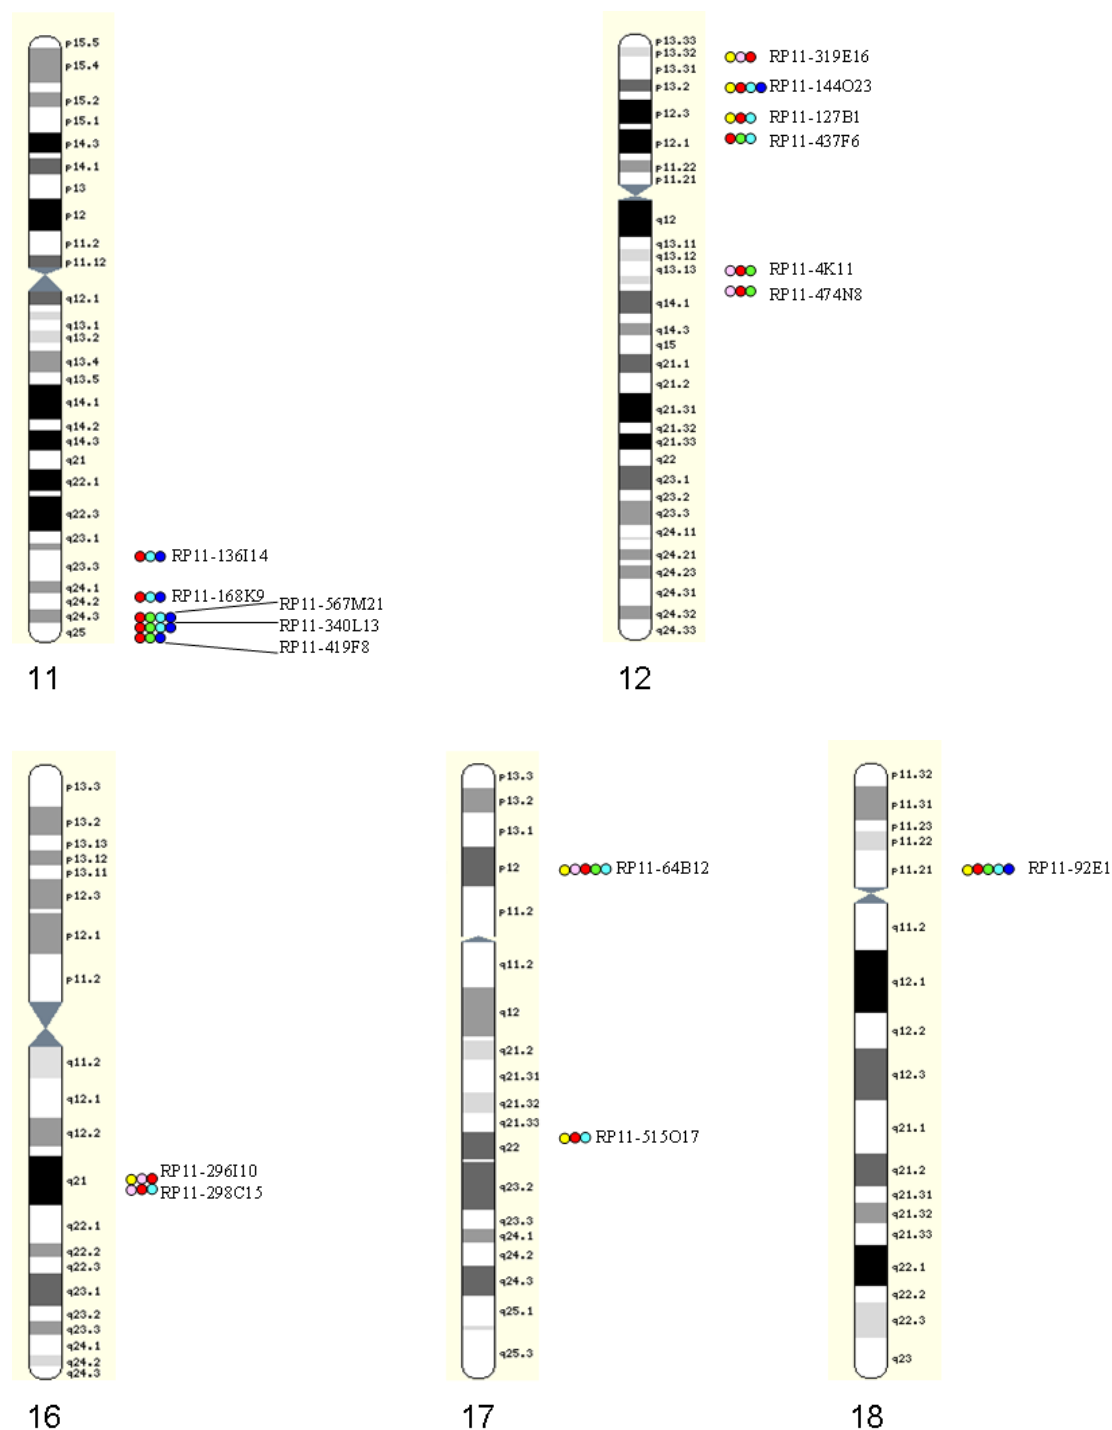 p15.5
p15.4
p15.2
p15.1
p14.3
p14.1
p13
p12
p11.2
p11.12
q12.1
q13.1
q13.2
q13.4
q13.5
q14.1
q14.2
q14.3
q21
q22.1
q22.3
q23.1
q23.3
q24.1
q24.2
q24.3
q25
RP11-136I14
RP11-168K9
RP11-567M21
RP11-340L13
RP11-419F8
11
p13.33
p13.32
p13.31
p13.2
p12.3
p12.1
p11.22
p11.21
q12
q13.11
q13.12
q13.13
q14.1
q14.3
q15
q21.1
q21.2
q21.31
q21.32
q21.33
q22
q23.1
q23.2
q23.3
q24.11
q24.21
q24.23
q24.31
q24.32
q24.33
RP11-319E16
RP11-144O23
RP11-127B1
RP11-437F6
RP11-4K11
RP11-474N8
12
p13.3
p13.2
p13.13
p13.12
p13.11
p12.3
p12.1
p11.2
q11.2
q12.1
q12.2
q21
q22.1
q22.2
q22.3
q23.1
q23.2
q23.3
q24.1
q24.2
q24.3
RP11-296I10
RP11-298C15
16
p13.3
p13.2
p13.1
p12
p11.2
q11.2
q12
q21.2
q21.31
q21.32
q21.33
q22
q23.2
q23.3
q24.1
q24.2
q24.3
q25.1
q25.3
RP11-64B12
RP11-515O17
17
p11.32
p11.31
p11.23
p11.22
p11.21
q11.2
q12.1
q12.2
q12.3
q21.1
q21.2
q21.31
q21.32
q21.33
q22.1
q22.2
q22.3
q23
RP11-92E1
18